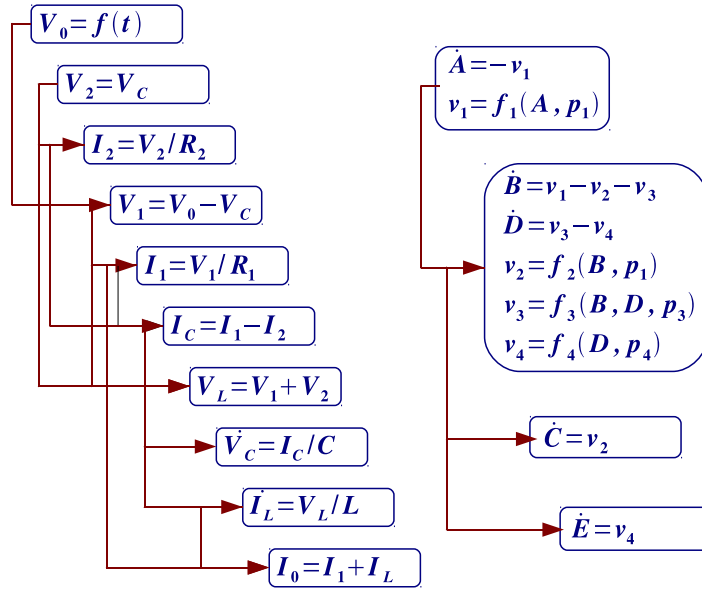 V₀=f(t)
V₂=V_C
I₂=V₂/R₂
V₁=V₀−V_C
I₁=V₁/R₁
I_C=I₁−I₂
V_L=V₁+V₂
V̇_C=I_C/C
İ_L=V_L/L
I₀=I₁+I_L
Ȧ=−v₁
v₁=f₁(A,p₁)
Ḃ=v₁−v₂−v₃
Ḋ=v₃−v₄
v₂=f₂(B,p₁)
v₃=f₃(B,D,p₃)
v₄=f₄(D,p₄)
Ċ=v₂
Ė=v₄